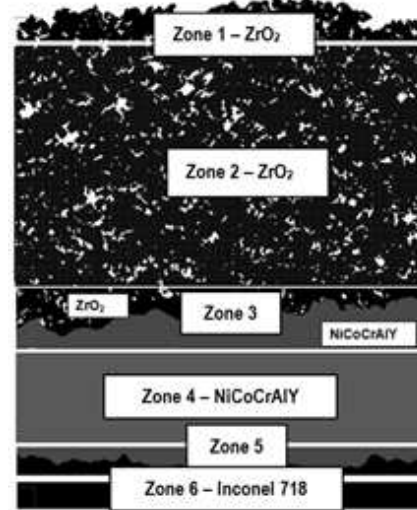 Zone 1 – ZrO₂
Zone 2 – ZrO₂
ZrO₂
Zone 3
NiCoCrAlY
Zone 4 – NiCoCrAlY
Zone 5
Zone 6 – Inconel 718